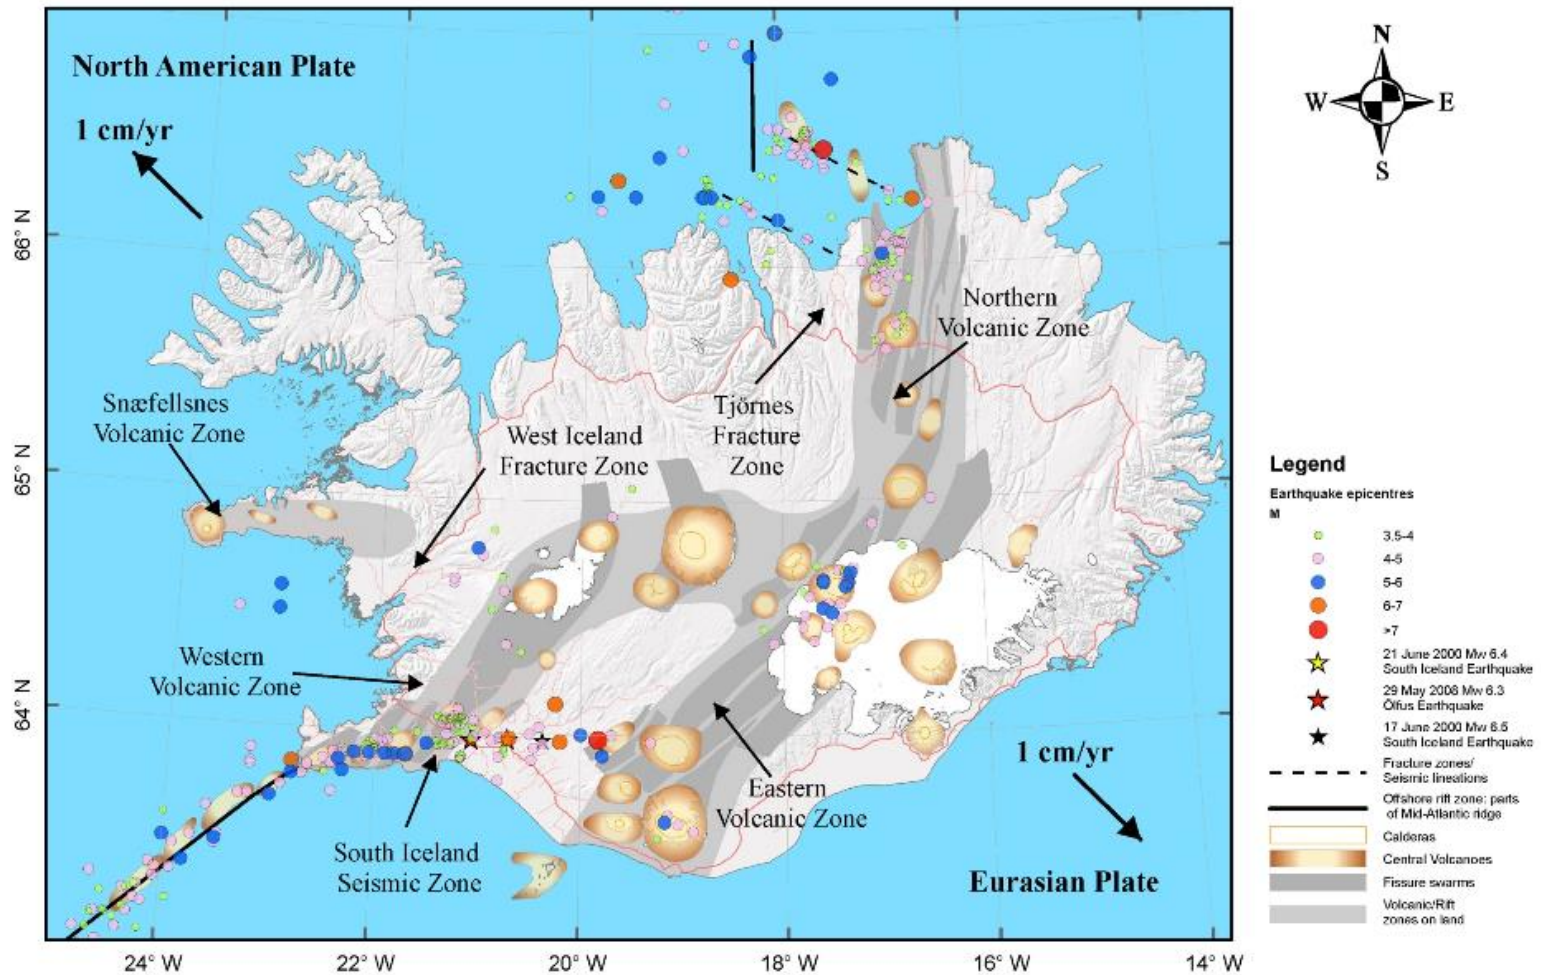 North American Plate
1 cm/yr
N
W
E
S
66° N
65° N
64° N
Snæfellsnes
Volcanic Zone
West Iceland
Fracture Zone
Tjörnes
Fracture
Zone
Northern
Volcanic Zone
Western
Volcanic Zone
South Iceland
Seismic Zone
Eastern
Volcanic Zone
1 cm/yr
Eurasian Plate
24° W
22° W
20° W
18° W
16° W
14° W
Legend
Earthquake epicentres
M
3.5-4
4-5
5-6
6-7
>7
21 June 2000 Mw 6.4
South Iceland Earthquake
29 May 2008 Mw 6.3
Ölfus Earthquake
17 June 2000 Mw 6.5
South Iceland Earthquake
Fracture zones/
Seismic lineations
Offshore rift zone: parts
of Mid-Atlantic ridge
Calderas
Central Volcanoes
Fissure swarms
Volcanic/Rift
zones on land